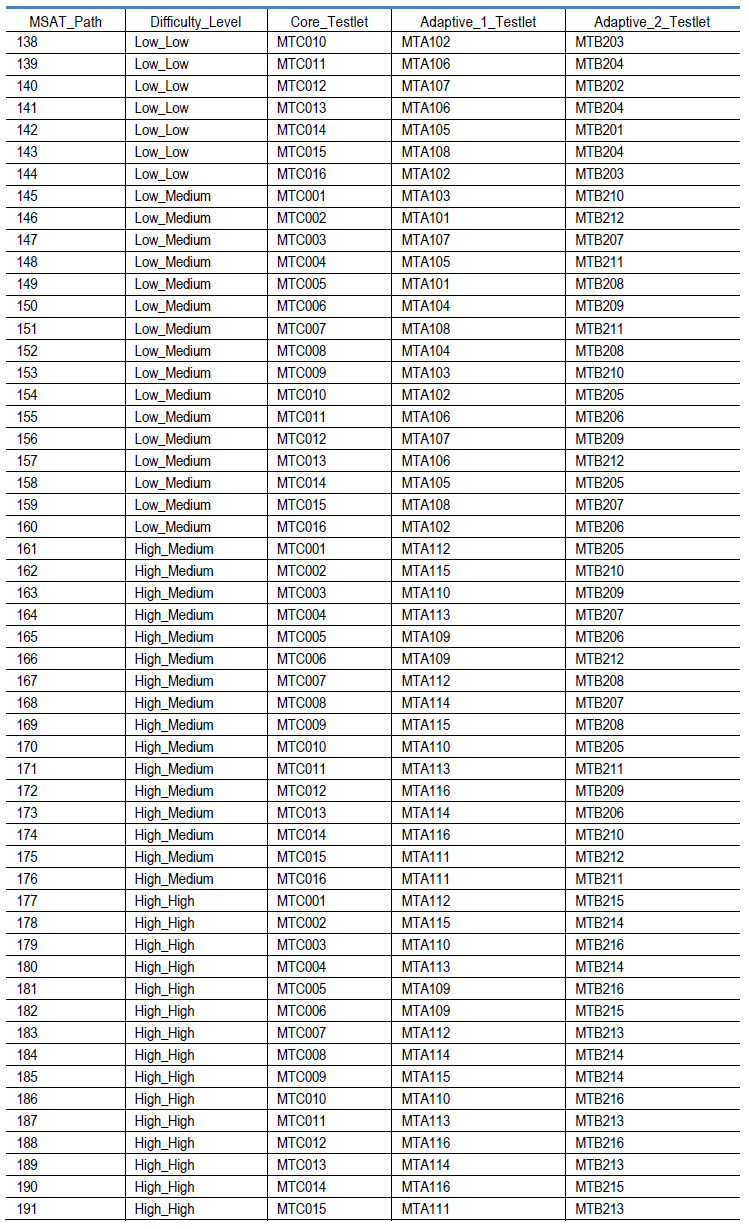 MSAT_Path Difficulty_Level Core_Testlet Adaptive_1_Testlet Adaptive_2_Testlet
138 Low_Low MTC010 MTA102 MTB203
139 Low_Low MTC011 MTA106 MTB204
140 Low_Low MTC012 MTA107 MTB202
141 Low_Low MTC013 MTA106 MTB204
142 Low_Low MTC014 MTA105 MTB201
143 Low_Low MTC015 MTA108 MTB204
144 Low_Low MTC016 MTA102 MTB203
145 Low_Medium MTC001 MTA103 MTB210
146 Low_Medium MTC002 MTA101 MTB212
147 Low_Medium MTC003 MTA107 MTB207
148 Low_Medium MTC004 MTA105 MTB211
149 Low_Medium MTC005 MTA101 MTB208
150 Low_Medium MTC006 MTA104 MTB209
151 Low_Medium MTC007 MTA108 MTB211
152 Low_Medium MTC008 MTA104 MTB208
153 Low_Medium MTC009 MTA103 MTB210
154 Low_Medium MTC010 MTA102 MTB205
155 Low_Medium MTC011 MTA106 MTB206
156 Low_Medium MTC012 MTA107 MTB209
157 Low_Medium MTC013 MTA106 MTB212
158 Low_Medium MTC014 MTA105 MTB205
159 Low_Medium MTC015 MTA108 MTB207
160 Low_Medium MTC016 MTA102 MTB206
161 High_Medium MTC001 MTA112 MTB205
162 High_Medium MTC002 MTA115 MTB210
163 High_Medium MTC003 MTA110 MTB209
164 High_Medium MTC004 MTA113 MTB207
165 High_Medium MTC005 MTA109 MTB206
166 High_Medium MTC006 MTA109 MTB212
167 High_Medium MTC007 MTA112 MTB208
168 High_Medium MTC008 MTA114 MTB207
169 High_Medium MTC009 MTA115 MTB208
170 High_Medium MTC010 MTA110 MTB205
171 High_Medium MTC011 MTA113 MTB211
172 High_Medium MTC012 MTA116 MTB209
173 High_Medium MTC013 MTA114 MTB206
174 High_Medium MTC014 MTA116 MTB210
175 High_Medium MTC015 MTA111 MTB212
176 High_Medium MTC016 MTA111 MTB211
177 High_High MTC001 MTA112 MTB215
178 High_High MTC002 MTA115 MTB214
179 High_High MTC003 MTA110 MTB216
180 High_High MTC004 MTA113 MTB214
181 High_High MTC005 MTA109 MTB216
182 High_High MTC006 MTA109 MTB215
183 High_High MTC007 MTA112 MTB213
184 High_High MTC008 MTA114 MTB214
185 High_High MTC009 MTA115 MTB214
186 High_High MTC010 MTA110 MTB216
187 High_High MTC011 MTA113 MTB213
188 High_High MTC012 MTA116 MTB216
189 High_High MTC013 MTA114 MTB213
190 High_High MTC014 MTA116 MTB215
191 High_High MTC015 MTA111 MTB213